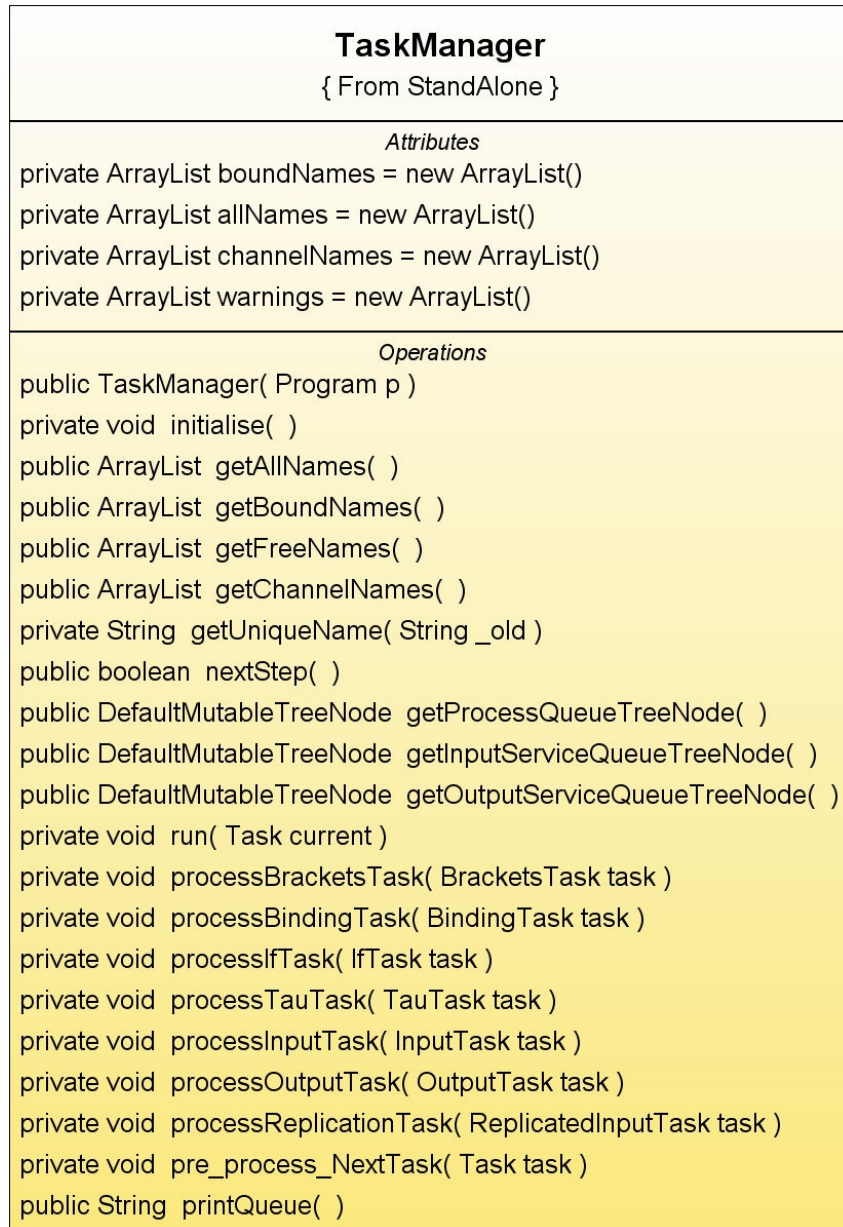 TaskManager
{ From StandAlone }
Attributes
private ArrayList boundNames = new ArrayList()
private ArrayList allNames = new ArrayList()
private ArrayList channelNames = new ArrayList()
private ArrayList warnings = new ArrayList()
Operations
public TaskManager( Program p )
private void initialise( )
public ArrayList getAllNames( )
public ArrayList getBoundNames( )
public ArrayList getFreeNames( )
public ArrayList getChannelNames( )
private String getUniqueName( String _old )
public boolean nextStep( )
public DefaultMutableTreeNode getProcessQueueTreeNode( )
public DefaultMutableTreeNode getInputServiceQueueTreeNode( )
public DefaultMutableTreeNode getOutputServiceQueueTreeNode( )
private void run( Task current )
private void processBracketsTask( BracketsTask task )
private void processBindingTask( BindingTask task )
private void processIfTask( IfTask task )
private void processTauTask( TauTask task )
private void processInputTask( InputTask task )
private void processOutputTask( OutputTask task )
private void processReplicationTask( ReplicatedInputTask task )
private void pre_process_NextTask( Task task )
public String printQueue( )